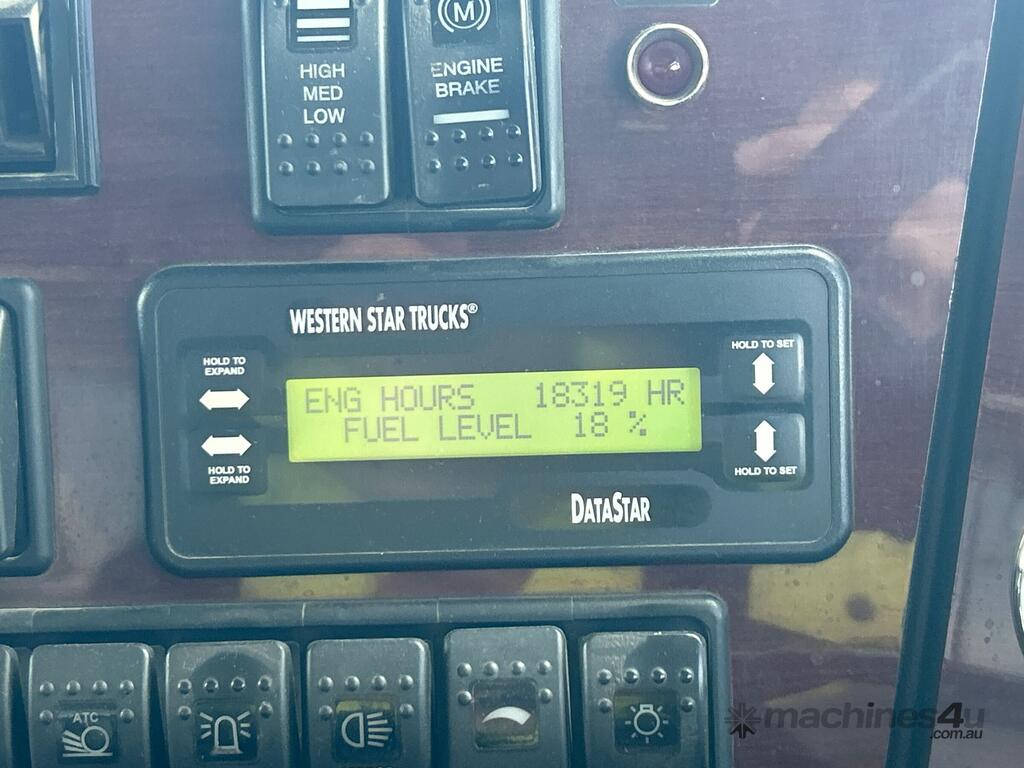 HIGH
MED
LOW
M
ENGINE
BRAKE
WESTERN STAR TRUCKS®
HOLD TO
EXPAND
HOLD TO SET
ENG HOURS 18319 HR
FUEL LEVEL 18 %
HOLD TO
EXPAND
HOLD TO SET
DATASTAR
ATC
machines4u
.com.au